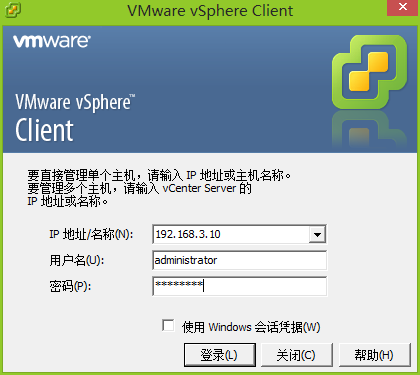 VMware vSphere Client
vmware
VMware vSphere™
Client
要直接管理单个主机，请输入 IP 地址或主机名称。
要管理多个主机，请输入 vCenter Server 的
IP 地址或名称。
IP 地址/名称(N): 192.168.3.10
用户名(U): administrator
密码(P): ********
使用 Windows 会话凭据(W)
登录(L) 关闭(C) 帮助(H)